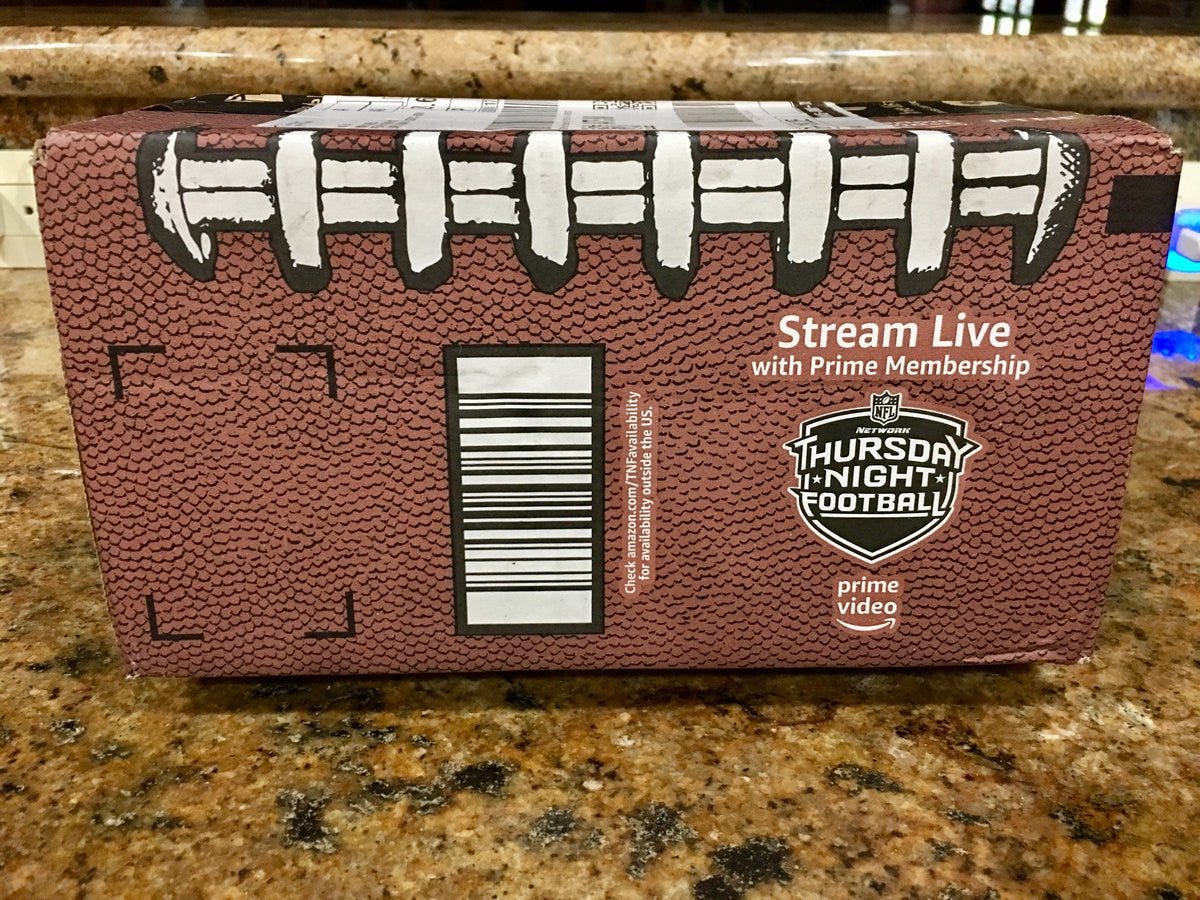 Stream Live
with Prime Membership
NFL
NETWORK
THURSDAY
NIGHT
FOOTBALL
prime
video
Check amazon.com/TNFavailability
for availability outside the US.